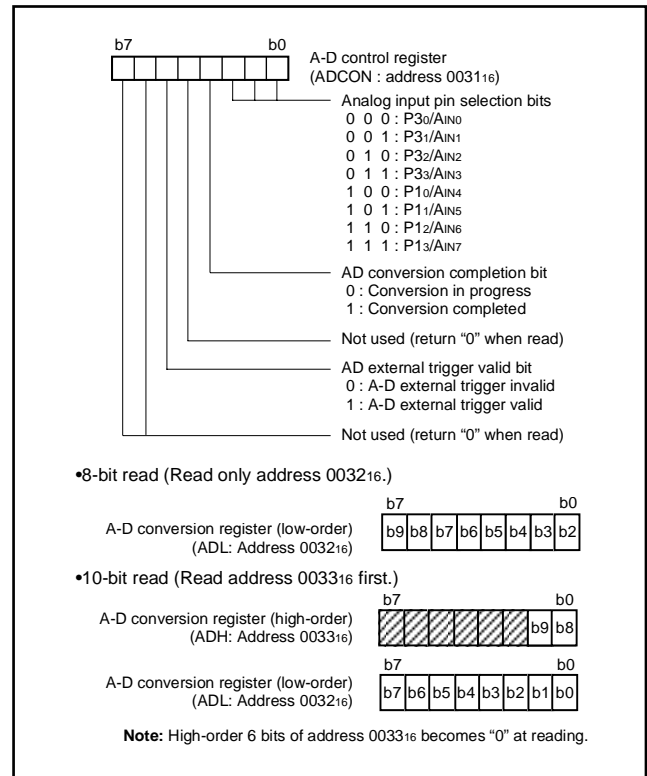 b7 b0
A-D control register
(ADCON : address 003116)
Analog input pin selection bits
0 0 0 : P30/AIN0
0 0 1 : P31/AIN1
0 1 0 : P32/AIN2
0 1 1 : P33/AIN3
1 0 0 : P10/AIN4
1 0 1 : P11/AIN5
1 1 0 : P12/AIN6
1 1 1 : P13/AIN7
AD conversion completion bit
0 : Conversion in progress
1 : Conversion completed
Not used (return “0” when read)
AD external trigger valid bit
0 : A-D external trigger invalid
1 : A-D external trigger valid
Not used (return “0” when read)
•8-bit read (Read only address 003216.)
b7 b0
A-D conversion register (low-order)
(ADL: Address 003216)
b9 b8 b7 b6 b5 b4 b3 b2
•10-bit read (Read address 003316 first.)
b7 b0
A-D conversion register (high-order)
(ADH: Address 003316)
b9 b8
b7 b0
A-D conversion register (low-order)
(ADL: Address 003216)
b7 b6 b5 b4 b3 b2 b1 b0
Note: High-order 6 bits of address 003316 becomes “0” at reading.